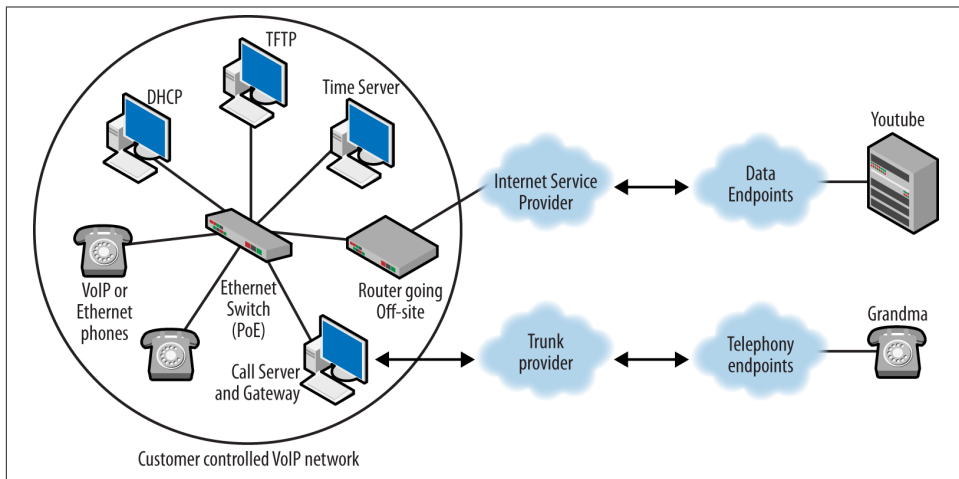 TFTP
DHCP
Time Server
Youtube
Internet Service
Provider
Data
Endpoints
VoIP or
Ethernet
phones
Ethernet
Switch
(PoE)
Router going
Off-site
Call Server
and Gateway
Trunk
provider
Telephony
endpoints
Grandma
Customer controlled VoIP network